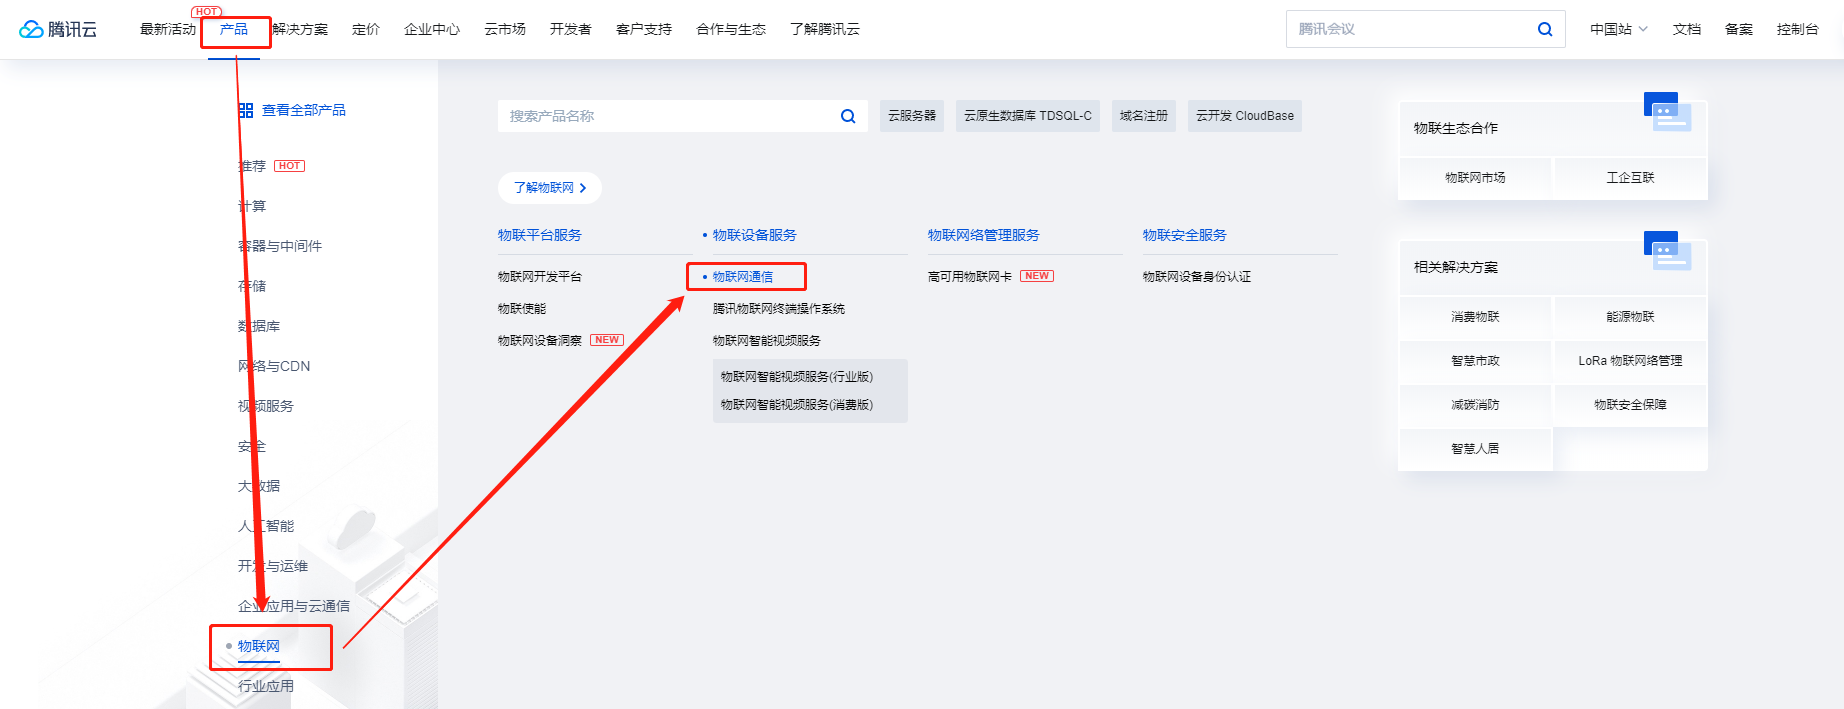 腾讯云 最新活动 HOT 产品 解决方案 定价 企业中心 云市场 开发者 客户支持 合作与生态 了解腾讯云 腾讯会议 中国站 文档 备案 控制台
查看全部产品
推荐 HOT
计算
容器与中间件
存储
数据库
网络与CDN
视频服务
安全
大数据
人工智能
开发与运维
企业应用与云通信
物联网
行业应用
搜索产品名称 云服务器 云原生数据库 TDSQL-C 域名注册 云开发 CloudBase
了解物联网
物联平台服务
物联网开发平台
物联使能
物联网设备洞察 NEW
物联设备服务
物联网通信
腾讯物联网终端操作系统
物联网智能视频服务
物联网智能视频服务(行业版)
物联网智能视频服务(消费版)
物联网络管理服务
高可用物联网卡 NEW
物联安全服务
物联网设备身份认证
物联生态合作
物联网市场 工企互联
相关解决方案
消费物联 能源物联
智慧市政 LoRa 物联网络管理
减碳消防 物联安全保障
智慧人居